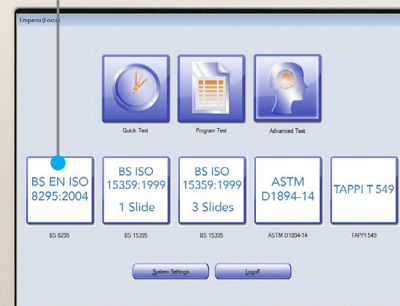 Emperor(Force)
Quick Test
Program Test
Advanced Test
BS EN ISO
8295:2004
BS ISO
15359:1999
1 Slide
BS ISO
15359:1999
3 Slides
ASTM
D1894-14
TAPPI T 549
BS 8295
BS 15395
BS 15395
ASTM D1894-14
TAPPI 549
System Settings
Logoff